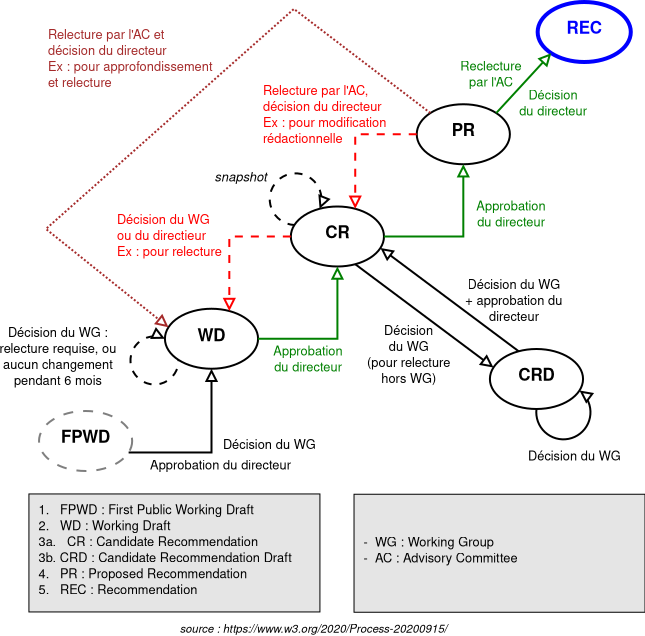 REC
Relecture par l'AC et
décision du directeur
Ex : pour approfondissement
et relecture
Reclecture
par l'AC
Décision
du directeur
Relecture par l'AC,
décision du directeur
Ex : pour modification
rédactionnelle
PR
snapshot
Approbation
du directeur
Décision du WG
ou du directieur
Ex : pour relecture
CR
Décision du WG
+ approbation du
directeur
Décision du WG :
relecture requise, ou
aucun changement
pendant 6 mois
WD
Approbation
du directeur
Décision
du WG
(pour relecture
hors WG)
CRD
FPWD
Décision du WG
Approbation du directeur
Décision du WG
1. FPWD : First Public Working Draft
2. WD : Working Draft
3a. CR : Candidate Recommendation
3b. CRD : Candidate Recommendation Draft
4. PR : Proposed Recommendation
5. REC : Recommendation
- WG : Working Group
- AC : Advisory Committee
source : https://www.w3.org/2020/Process-20200915/